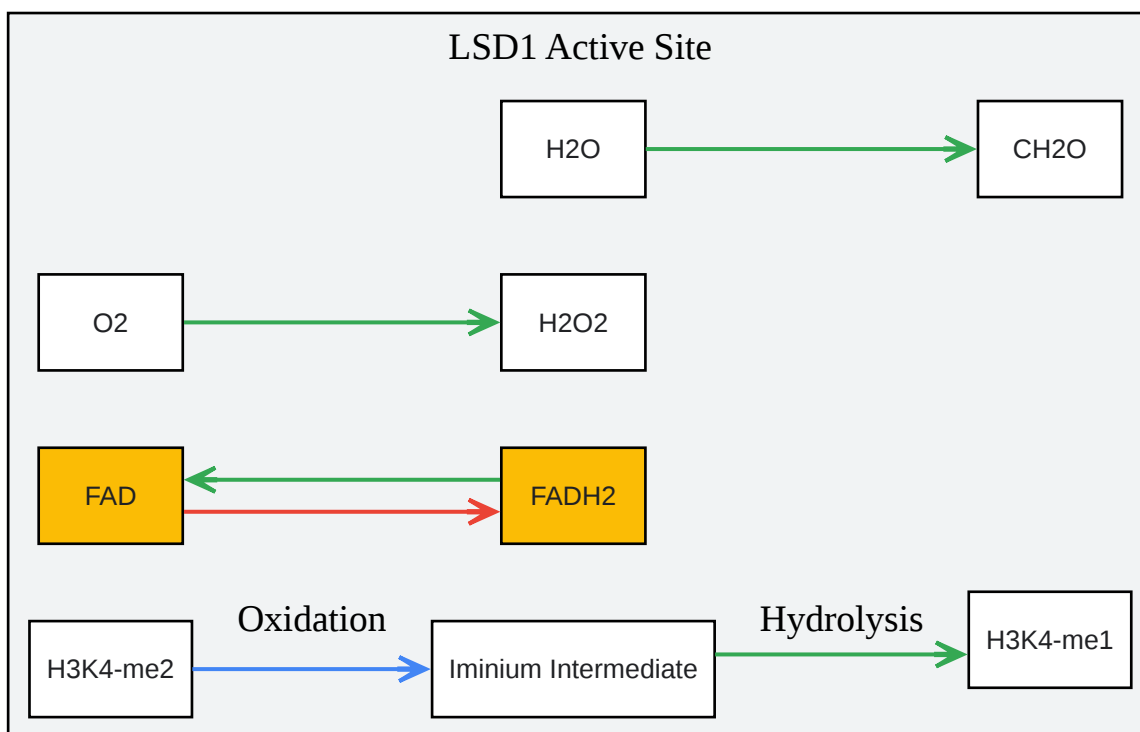 LSD1 Active Site
H2O
CH2O
O2
H2O2
FAD
FADH2
Oxidation
Hydrolysis
H3K4-me2
Iminium Intermediate
H3K4-me1